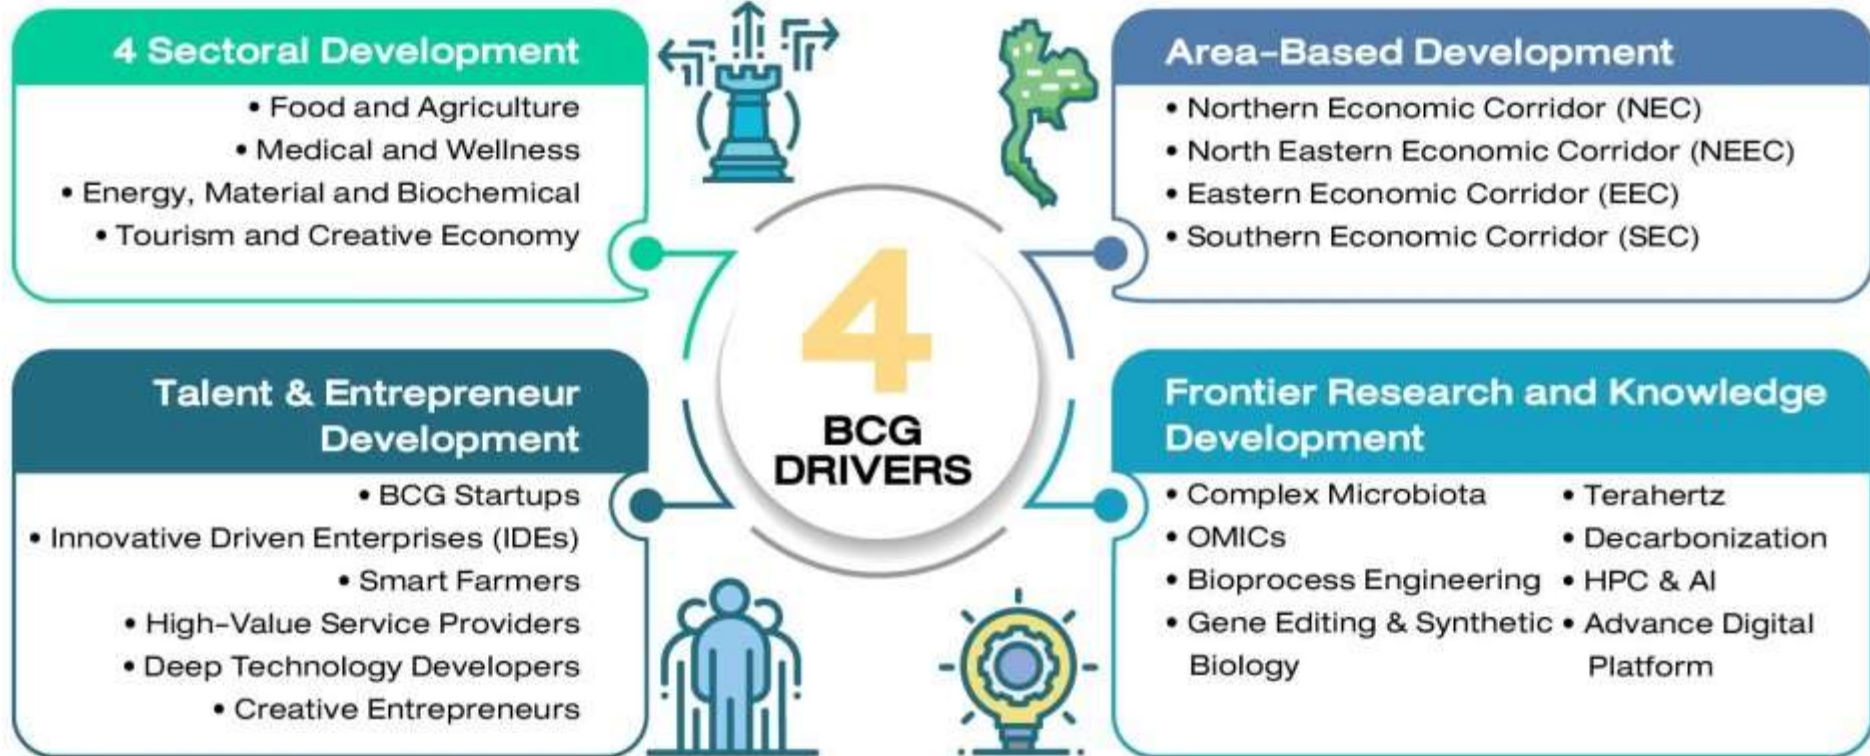 4 Sectoral Development
• Food and Agriculture
• Medical and Wellness
• Energy, Material and Biochemical
• Tourism and Creative Economy
Area-Based Development
• Northern Economic Corridor (NEC)
• North Eastern Economic Corridor (NEEC)
• Eastern Economic Corridor (EEC)
• Southern Economic Corridor (SEC)
4
BCG
DRIVERS
Talent & Entrepreneur
Development
• BCG Startups
• Innovative Driven Enterprises (IDEs)
• Smart Farmers
• High-Value Service Providers
• Deep Technology Developers
• Creative Entrepreneurs
Frontier Research and Knowledge
Development
• Complex Microbiota
• OMICs
• Bioprocess Engineering
• Gene Editing & Synthetic
Biology
• Terahertz
• Decarbonization
• HPC & AI
• Advance Digital
Platform